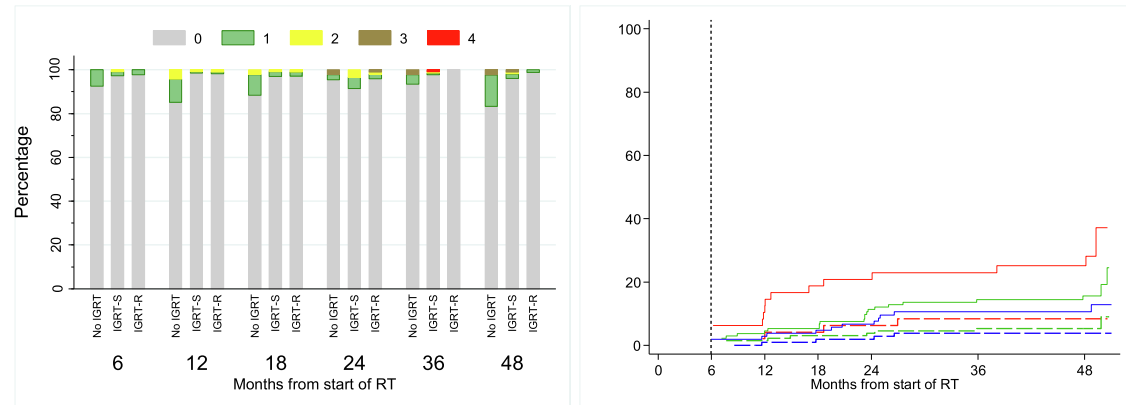 0 1 2 3 4
Percentage
100
80
60
40
20
0
No IGRT IGRT-S IGRT-R No IGRT IGRT-S IGRT-R No IGRT IGRT-S IGRT-R No IGRT IGRT-S IGRT-R No IGRT IGRT-S IGRT-R No IGRT IGRT-S IGRT-R
6 12 18 24 36 48
Months from start of RT
100
80
60
40
20
0
0 6 12 18 24 36 48
Months from start of RT